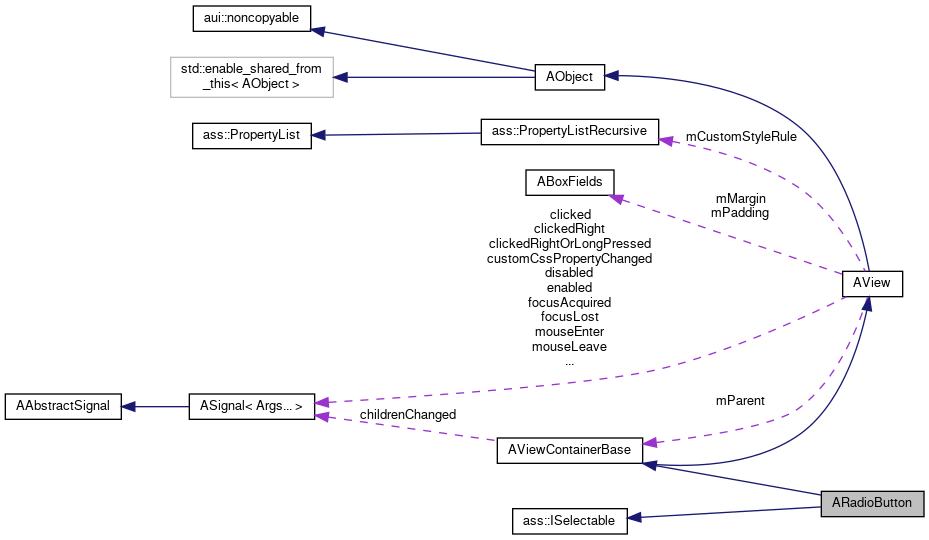 aui::noncopyable
std::enable_shared_from
_this< AObject >
AObject
ass::PropertyList
ass::PropertyListRecursive
mCustomStyleRule
ABoxFields
mMargin
mPadding
clicked
clickedRight
clickedRightOrLongPressed
customCssPropertyChanged
disabled
enabled
focusAcquired
focusLost
mouseEnter
mouseLeave
...
AView
AAbstractSignal
ASignal< Args... >
childrenChanged
mParent
AViewContainerBase
ARadioButton
ass::ISelectable